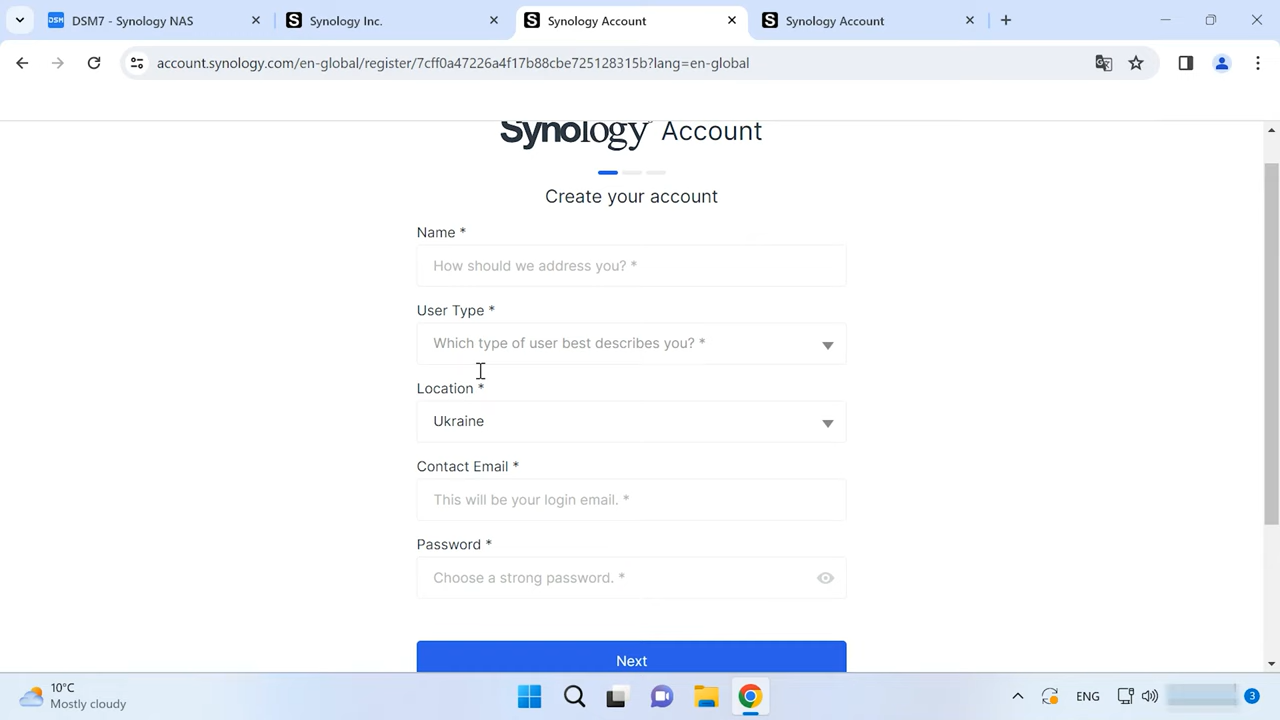 DSM7 - Synology NAS
Synology Inc.
Synology Account
Synology Account
account.synology.com/en-global/register/7cff0a47226a4f17b88cbe725128315b?lang=en-global
Synology Account
Create your account
Name *
How should we address you? *
User Type *
Which type of user best describes you? *
Location *
Ukraine
Contact Email *
This will be your login email. *
Password *
Choose a strong password. *
Next
10°C
Mostly cloudy
ENG
3